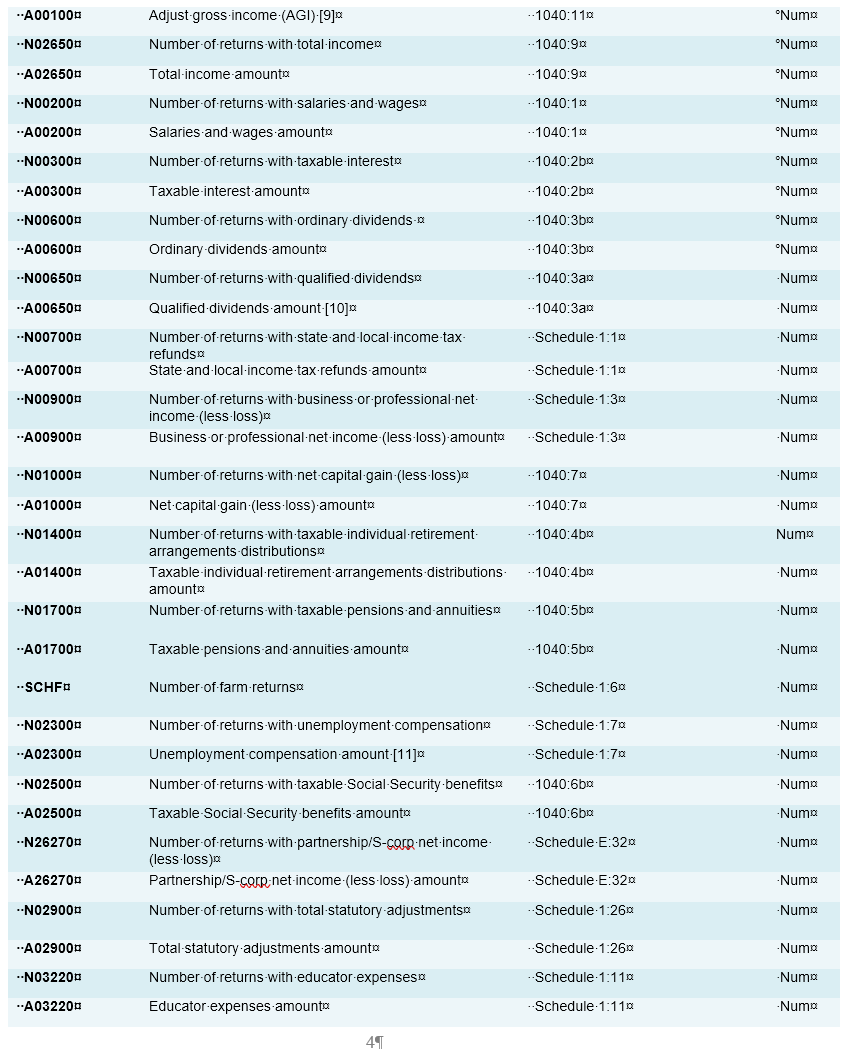 ··A00100¤ Adjust·gross·income·(AGI)·[9]¤ ··1040:11¤ °Num¤
··N02650¤ Number·of·returns·with·total·income¤ ··1040:9¤ °Num¤
··A02650¤ Total·income·amount¤ ··1040:9¤ °Num¤
··N00200¤ Number·of·returns·with·salaries·and·wages¤ ··1040:1¤ °Num¤
··A00200¤ Salaries·and·wages·amount¤ ··1040:1¤ °Num¤
··N00300¤ Number·of·returns·with·taxable·interest¤ ··1040:2b¤ °Num¤
··A00300¤ Taxable·interest·amount¤ ··1040:2b¤ °Num¤
··N00600¤ Number·of·returns·with·ordinary·dividends·¤ ··1040:3b¤ °Num¤
··A00600¤ Ordinary·dividends·amount¤ ··1040:3b¤ °Num¤
··N00650¤ Number·of·returns·with·qualified·dividends¤ ··1040:3a¤ ·Num¤
··A00650¤ Qualified·dividends·amount·[10]¤ ··1040:3a¤ ·Num¤
··N00700¤ Number·of·returns·with·state·and·local·income·tax· ··Schedule·1:1¤ ·Num¤
refunds¤
··A00700¤ State·and·local·income·tax·refunds·amount¤ ··Schedule·1:1¤ ·Num¤
··N00900¤ Number·of·returns·with·business·or·professional·net· ··Schedule·1:3¤ ·Num¤
income·(less·loss)¤
··A00900¤ Business·or·professional·net·income·(less·loss)·amount¤ ··Schedule·1:3¤ ·Num¤
··N01000¤ Number·of·returns·with·net·capital·gain·(less·loss)¤ ··1040:7¤ ·Num¤
··A01000¤ Net·capital·gain·(less·loss)·amount¤ ··1040:7¤ ·Num¤
··N01400¤ Number·of·returns·with·taxable·individual·retirement· ··1040:4b¤ Num¤
arrangements·distributions¤
··A01400¤ Taxable·individual·retirement·arrangements·distributions· ··1040:4b¤ ·Num¤
amount¤
··N01700¤ Number·of·returns·with·taxable·pensions·and·annuities¤ ··1040:5b¤ ·Num¤
··A01700¤ Taxable·pensions·and·annuities·amount¤ ··1040:5b¤ ·Num¤
··SCHF¤ Number·of·farm·returns¤ ··Schedule·1:6¤ ·Num¤
··N02300¤ Number·of·returns·with·unemployment·compensation¤ ··Schedule·1:7¤ ·Num¤
··A02300¤ Unemployment·compensation·amount·[11]¤ ··Schedule·1:7¤ ·Num¤
··N02500¤ Number·of·returns·with·taxable·Social·Security·benefits¤ ··1040:6b¤ ·Num¤
··A02500¤ Taxable·Social·Security·benefits·amount¤ ··1040:6b¤ ·Num¤
··N26270¤ Number·of·returns·with·partnership/S-corp·net·income· ··Schedule·E:32¤ ·Num¤
(less·loss)¤
··A26270¤ Partnership/S-corp·net·income·(less·loss)·amount¤ ··Schedule·E:32¤ ·Num¤
··N02900¤ Number·of·returns·with·total·statutory·adjustments¤ ··Schedule·1:26¤ ·Num¤
··A02900¤ Total·statutory·adjustments·amount¤ ··Schedule·1:26¤ ·Num¤
··N03220¤ Number·of·returns·with·educator·expenses¤ ··Schedule·1:11¤ ·Num¤
··A03220¤ Educator·expenses·amount¤ ··Schedule·1:11¤ ·Num¤
4¶